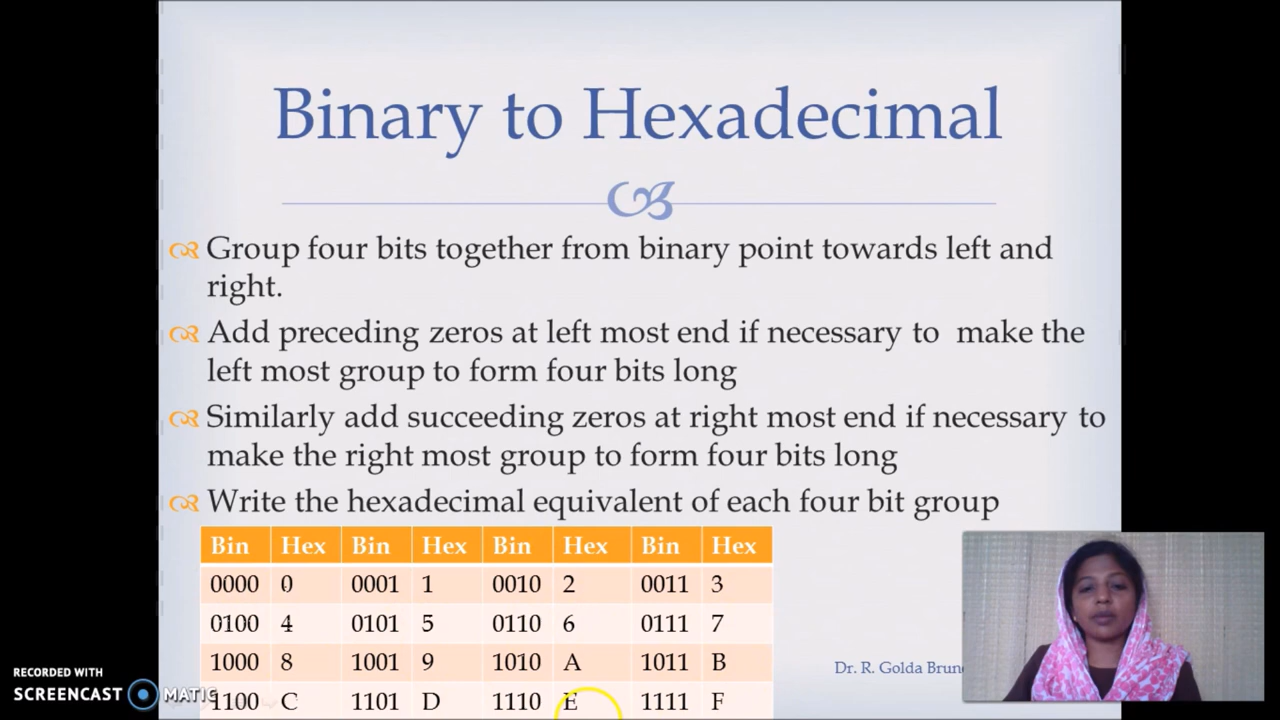 Binary to Hexadecimal
Group four bits together from binary point towards left and
right.
Add preceding zeros at left most end if necessary to make the
left most group to form four bits long
Similarly add succeeding zeros at right most end if necessary to
make the right most group to form four bits long
Write the hexadecimal equivalent of each four bit group
Bin Hex Bin Hex Bin Hex Bin Hex
0000 0 0001 1 0010 2 0011 3
0100 4 0101 5 0110 6 0111 7
1000 8 1001 9 1010 A 1011 B
1100 C 1101 D 1110 E 1111 F
Dr. R. Golda
RECORDED WITH
SCREENCAST MATIC